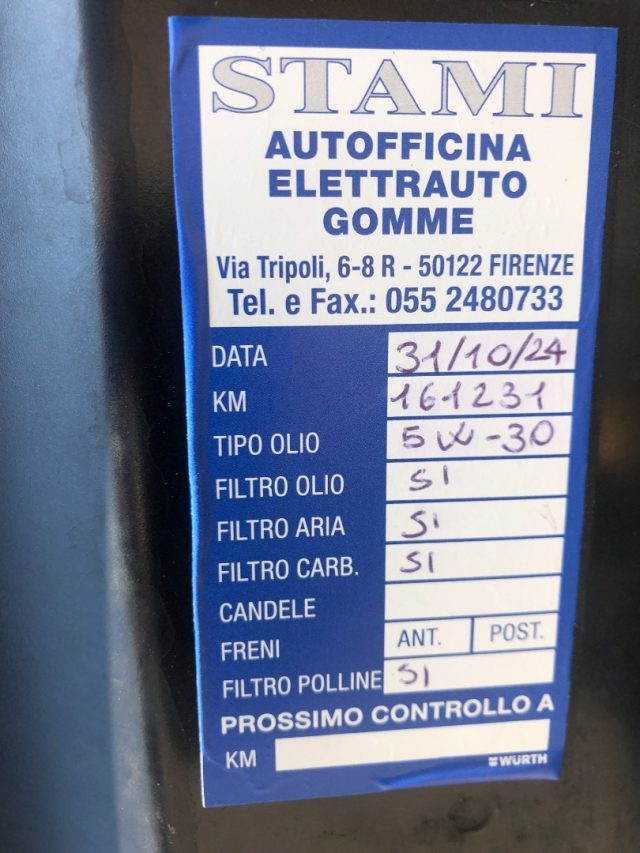 STAMI
AUTOFFICINA
ELETTRAUTO
GOMME
Via Tripoli, 6-8 R - 50122 FIRENZE
Tel. e Fax.: 055 2480733
DATA 31/10/24
KM 161231
TIPO OLIO 5W-30
FILTRO OLIO SI
FILTRO ARIA SI
FILTRO CARB. SI
CANDELE
FRENI ANT. POST.
FILTRO POLLINE SI
PROSSIMO CONTROLLO A
KM
WÜRTH